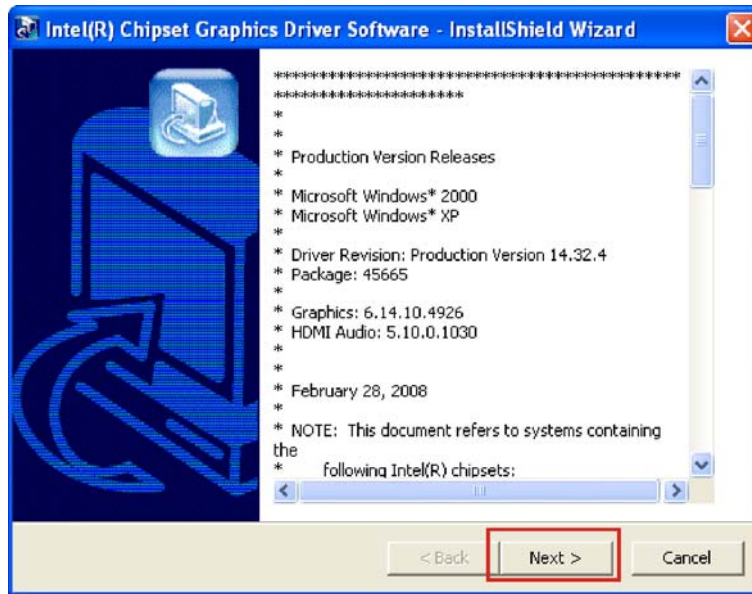 Intel(R) Chipset Graphics Driver Software - InstallShield Wizard
********************************************
*********************
*
*
* Production Version Releases
*
* Microsoft Windows* 2000
* Microsoft Windows* XP
*
* Driver Revision: Production Version 14.32.4
* Package: 45665
*
* Graphics: 6.14.10.4926
* HDMI Audio: 5.10.0.1030
*
*
* February 28, 2008
*
* NOTE: This document refers to systems containing
the
* following Intel(R) chipsets:
< Back Next > Cancel